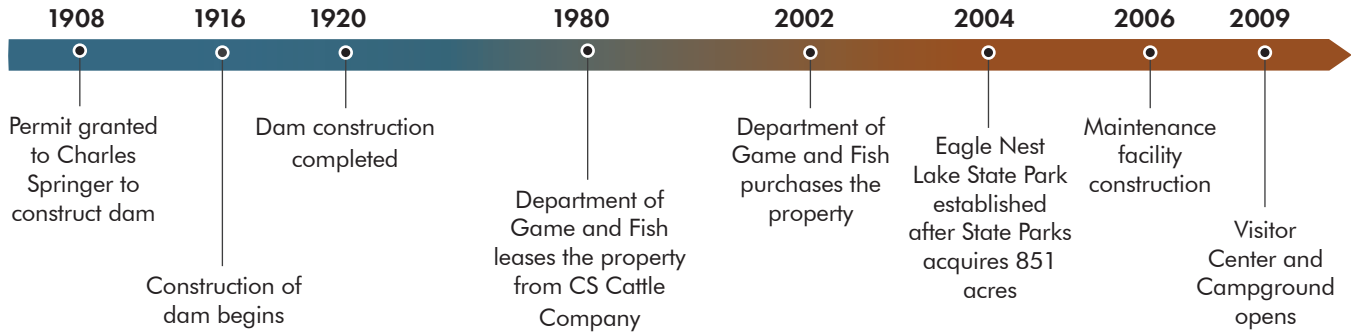 1908 1916 1920 1980 2002 2004 2006 2009
Permit granted
to Charles
Springer to
construct dam
Construction of
dam begins
Dam construction
completed
Department of
Game and Fish
leases the property
from CS Cattle
Company
Department of
Game and Fish
purchases the
property
Eagle Nest
Lake State Park
established
after State Parks
acquires 851
acres
Maintenance
facility
construction
Visitor
Center and
Campground
opens